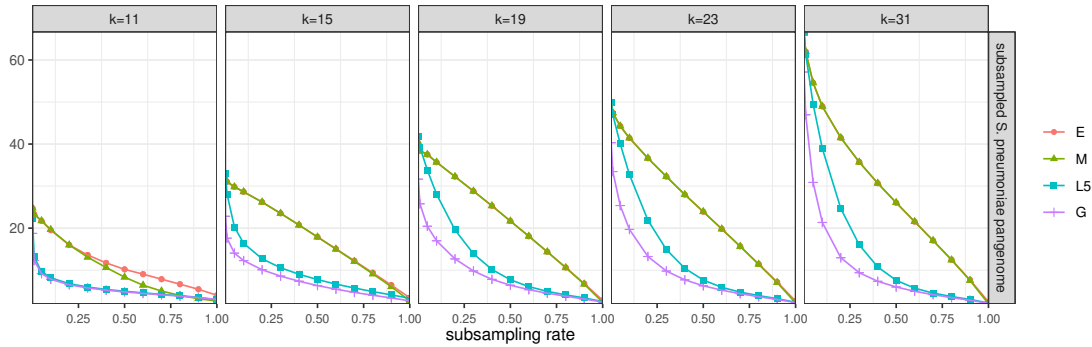 k=11
k=15
k=19
k=23
k=31
60
40
20
0.25 0.50 0.75 1.00
0.25 0.50 0.75 1.00
0.25 0.50 0.75 1.00
0.25 0.50 0.75 1.00
0.25 0.50 0.75 1.00
subsampling rate
subsampled S. pneumoniae pangenome
E
M
L5
G